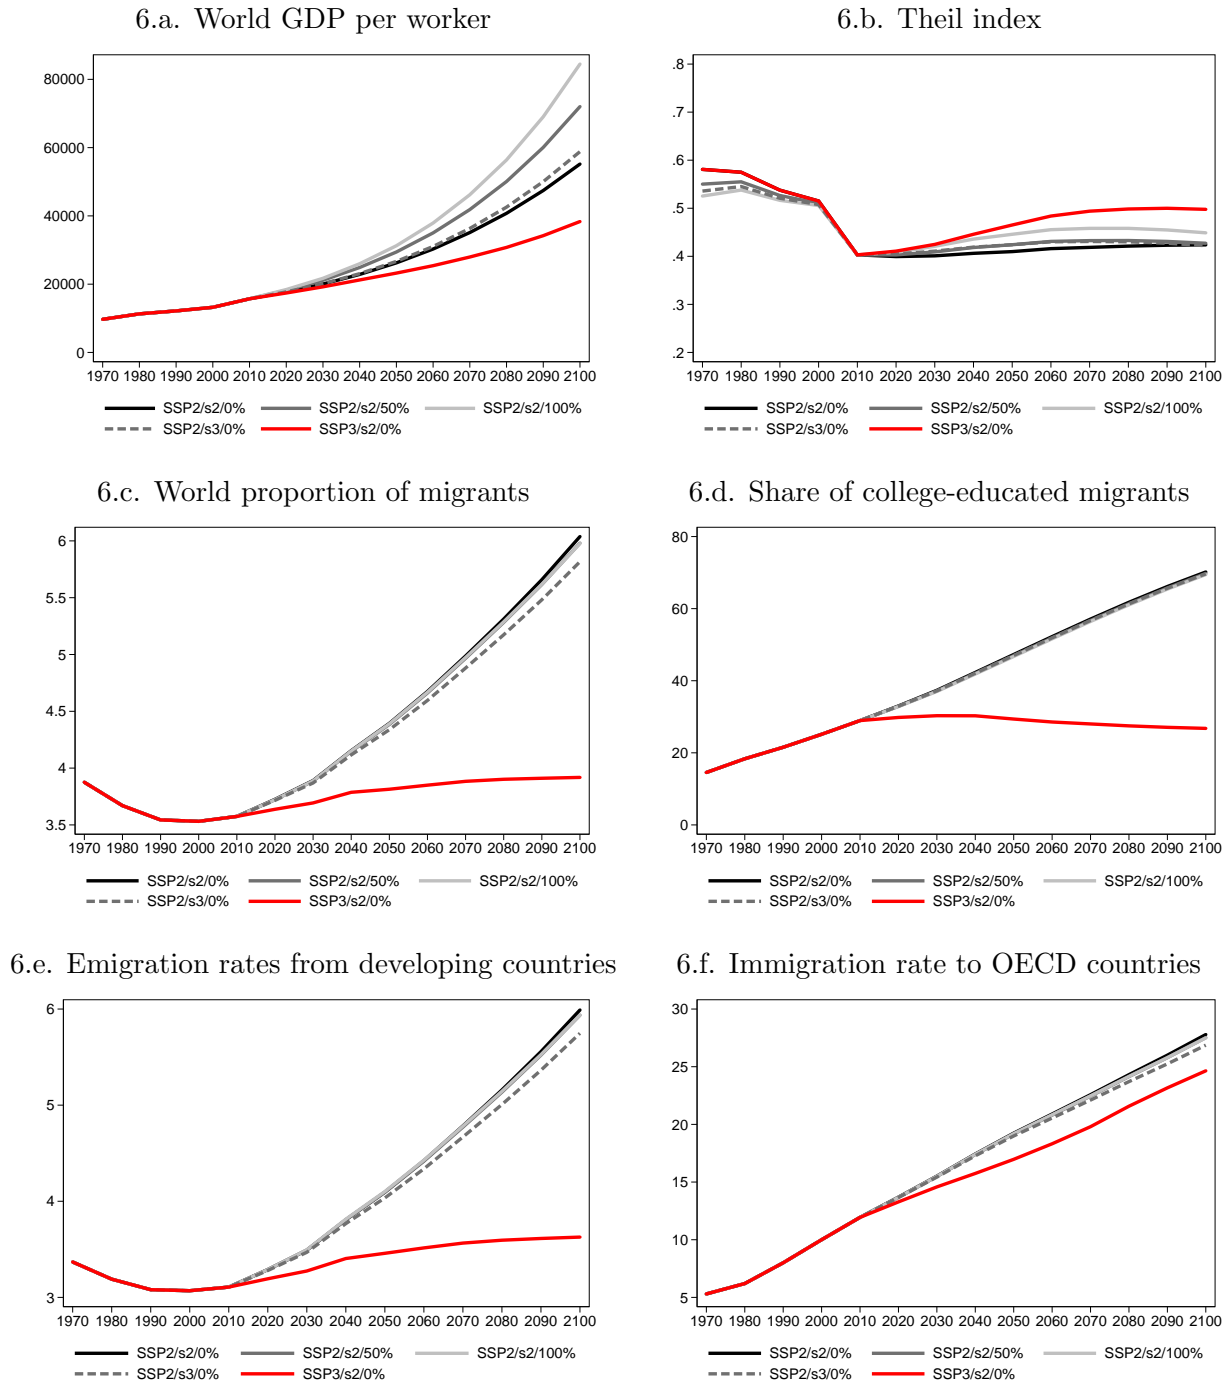 6.a. World GDP per worker
80000
60000
40000
20000
0
1970 1980 1990 2000 2010 2020 2030 2040 2050 2060 2070 2080 2090 2100
SSP2/s2/0% SSP2/s2/50% SSP2/s2/100%
SSP2/s3/0% SSP3/s2/0%
6.b. Theil index
.8
.7
.6
.5
.4
.3
.2
1970 1980 1990 2000 2010 2020 2030 2040 2050 2060 2070 2080 2090 2100
SSP2/s2/0% SSP2/s2/50% SSP2/s2/100%
SSP2/s3/0% SSP3/s2/0%
6.c. World proportion of migrants
6
5.5
5
4.5
4
3.5
1970 1980 1990 2000 2010 2020 2030 2040 2050 2060 2070 2080 2090 2100
SSP2/s2/0% SSP2/s2/50% SSP2/s2/100%
SSP2/s3/0% SSP3/s2/0%
6.d. Share of college-educated migrants
80
60
40
20
0
1970 1980 1990 2000 2010 2020 2030 2040 2050 2060 2070 2080 2090 2100
SSP2/s2/0% SSP2/s2/50% SSP2/s2/100%
SSP2/s3/0% SSP3/s2/0%
6.e. Emigration rates from developing countries
6
5
4
3
1970 1980 1990 2000 2010 2020 2030 2040 2050 2060 2070 2080 2090 2100
SSP2/s2/0% SSP2/s2/50% SSP2/s2/100%
SSP2/s3/0% SSP3/s2/0%
6.f. Immigration rate to OECD countries
30
25
20
15
10
5
1970 1980 1990 2000 2010 2020 2030 2040 2050 2060 2070 2080 2090 2100
SSP2/s2/0% SSP2/s2/50% SSP2/s2/100%
SSP2/s3/0% SSP3/s2/0%